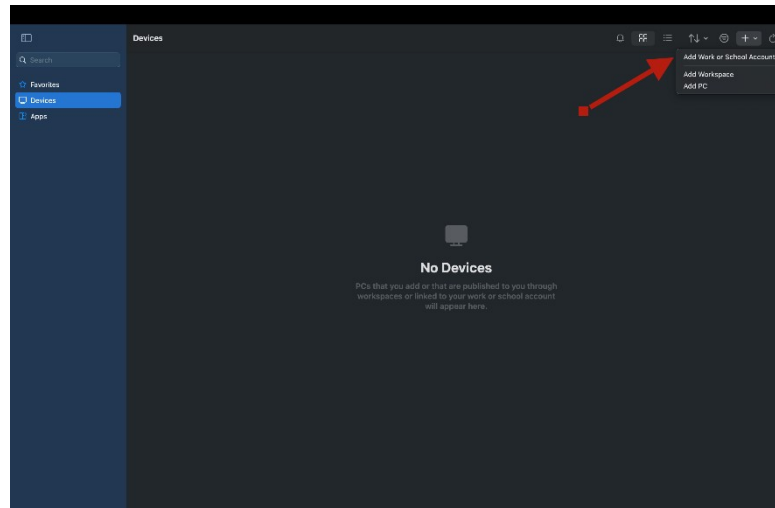 Devices
Search
Favorites
Devices
Apps
Add Work or School Account
Add Workspace
Add PC
No Devices
PCs that you add or that are published to you through
workspaces or linked to your work or school account
will appear here.